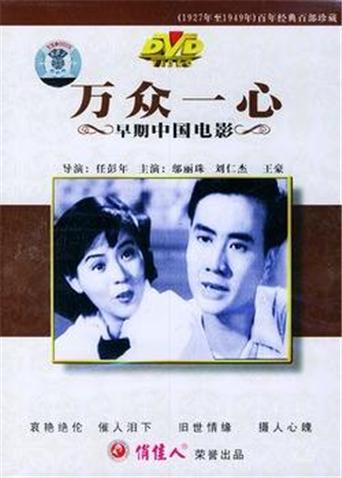 (1927年至1949年)百年经典百部珍藏
DVD
VIDEO
万众一心
早期中国电影
导演：任彭年 主演：邬丽珠 刘仁杰 王豪
哀艳绝伦 催人泪下 旧世情缘 摄人心魄
俏佳人 荣誉出品